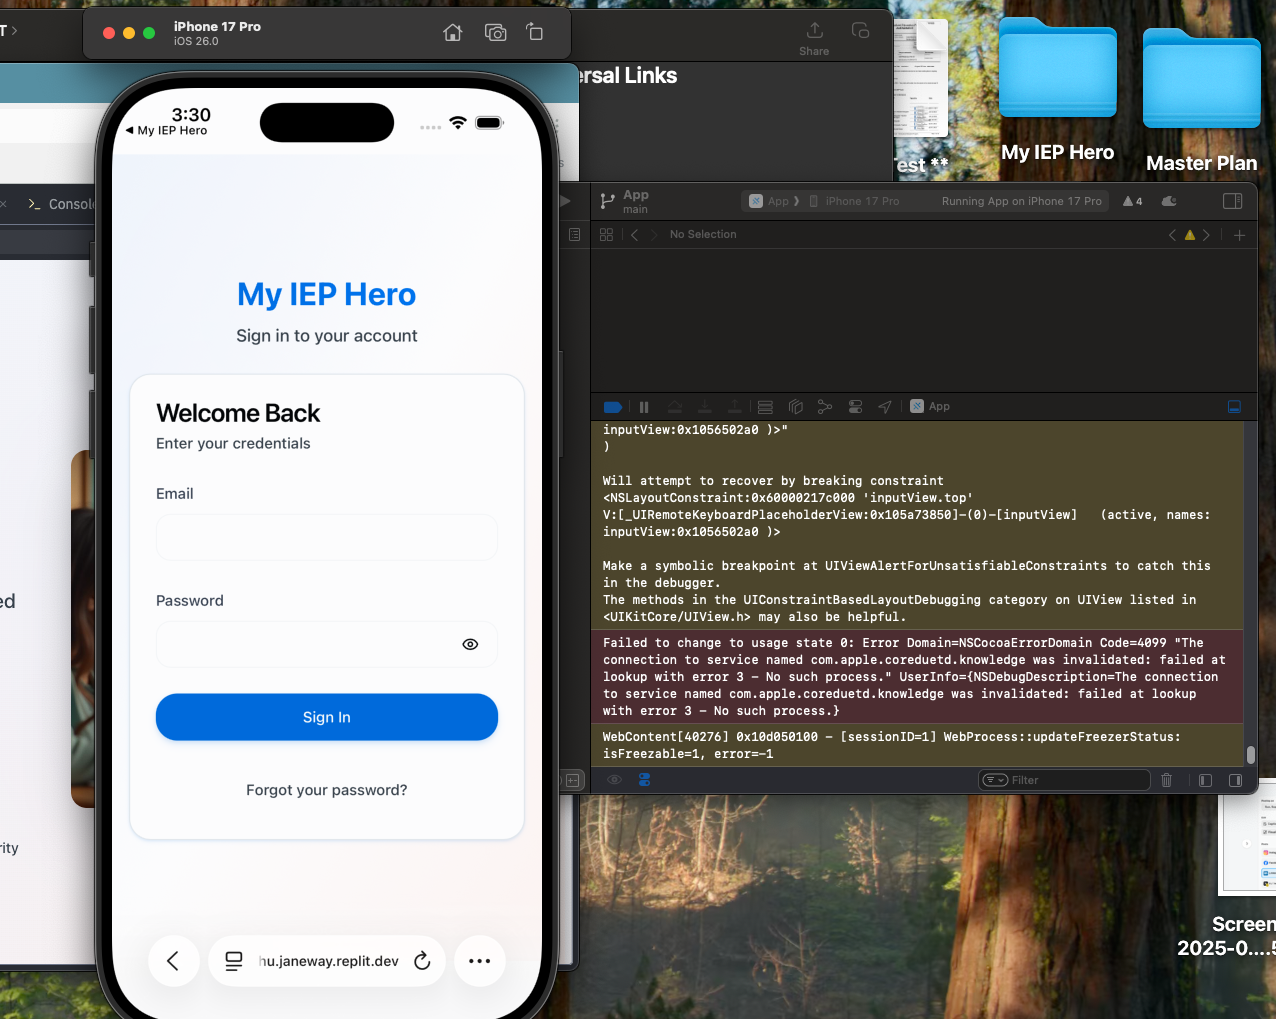 iPhone 17 Pro
iOS 26.0
T
Share
ersal Links
3:30
◀ My IEP Hero
My IEP Hero
Sign in to your account
Welcome Back
Enter your credentials
Email
Password
Sign In
Forgot your password?
hu.janeway.replit.dev
Console
ed
rity
est **
My IEP Hero
Master Plan
App
main
App ❯ iPhone 17 Pro
Running App on iPhone 17 Pro
4
No Selection
App
inputView:0x1056502a0 )>"
)
Will attempt to recover by breaking constraint
<NSLayoutConstraint:0x60000217c000 'inputView.top'
V:[_UIRemoteKeyboardPlaceholderView:0x105a73850]-(0)-[inputView]   (active, names:
inputView:0x1056502a0 )>
Make a symbolic breakpoint at UIViewAlertForUnsatisfiableConstraints to catch this
in the debugger.
The methods in the UIConstraintBasedLayoutDebugging category on UIView listed in
<UIKitCore/UIView.h> may also be helpful.
Failed to change to usage state 0: Error Domain=NSCocoaErrorDomain Code=4099 "The
connection to service named com.apple.coreduetd.knowledge was invalidated: failed at
lookup with error 3 - No such process." UserInfo={NSDebugDescription=The connection
to service named com.apple.coreduetd.knowledge was invalidated: failed at lookup
with error 3 - No such process.}
WebContent[40276] 0x10d050100 - [sessionID=1] WebProcess::updateFreezerStatus:
isFreezable=1, error=-1
Filter
Screen
2025-0....5